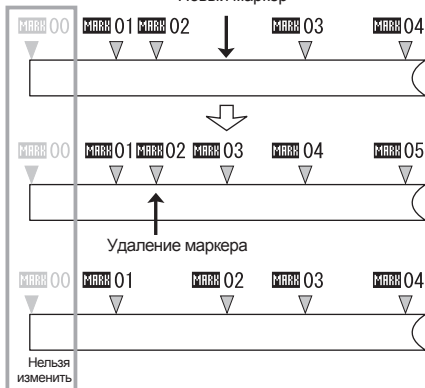 Новый маркер
MARK 00 MARK 01 MARK 02 MARK 03 MARK 04
MARK 00 MARK 01 MARK 02 MARK 03 MARK 04 MARK 05
Удаление маркера
MARK 00 MARK 01 MARK 02 MARK 03 MARK 04
Нельзя
изменить